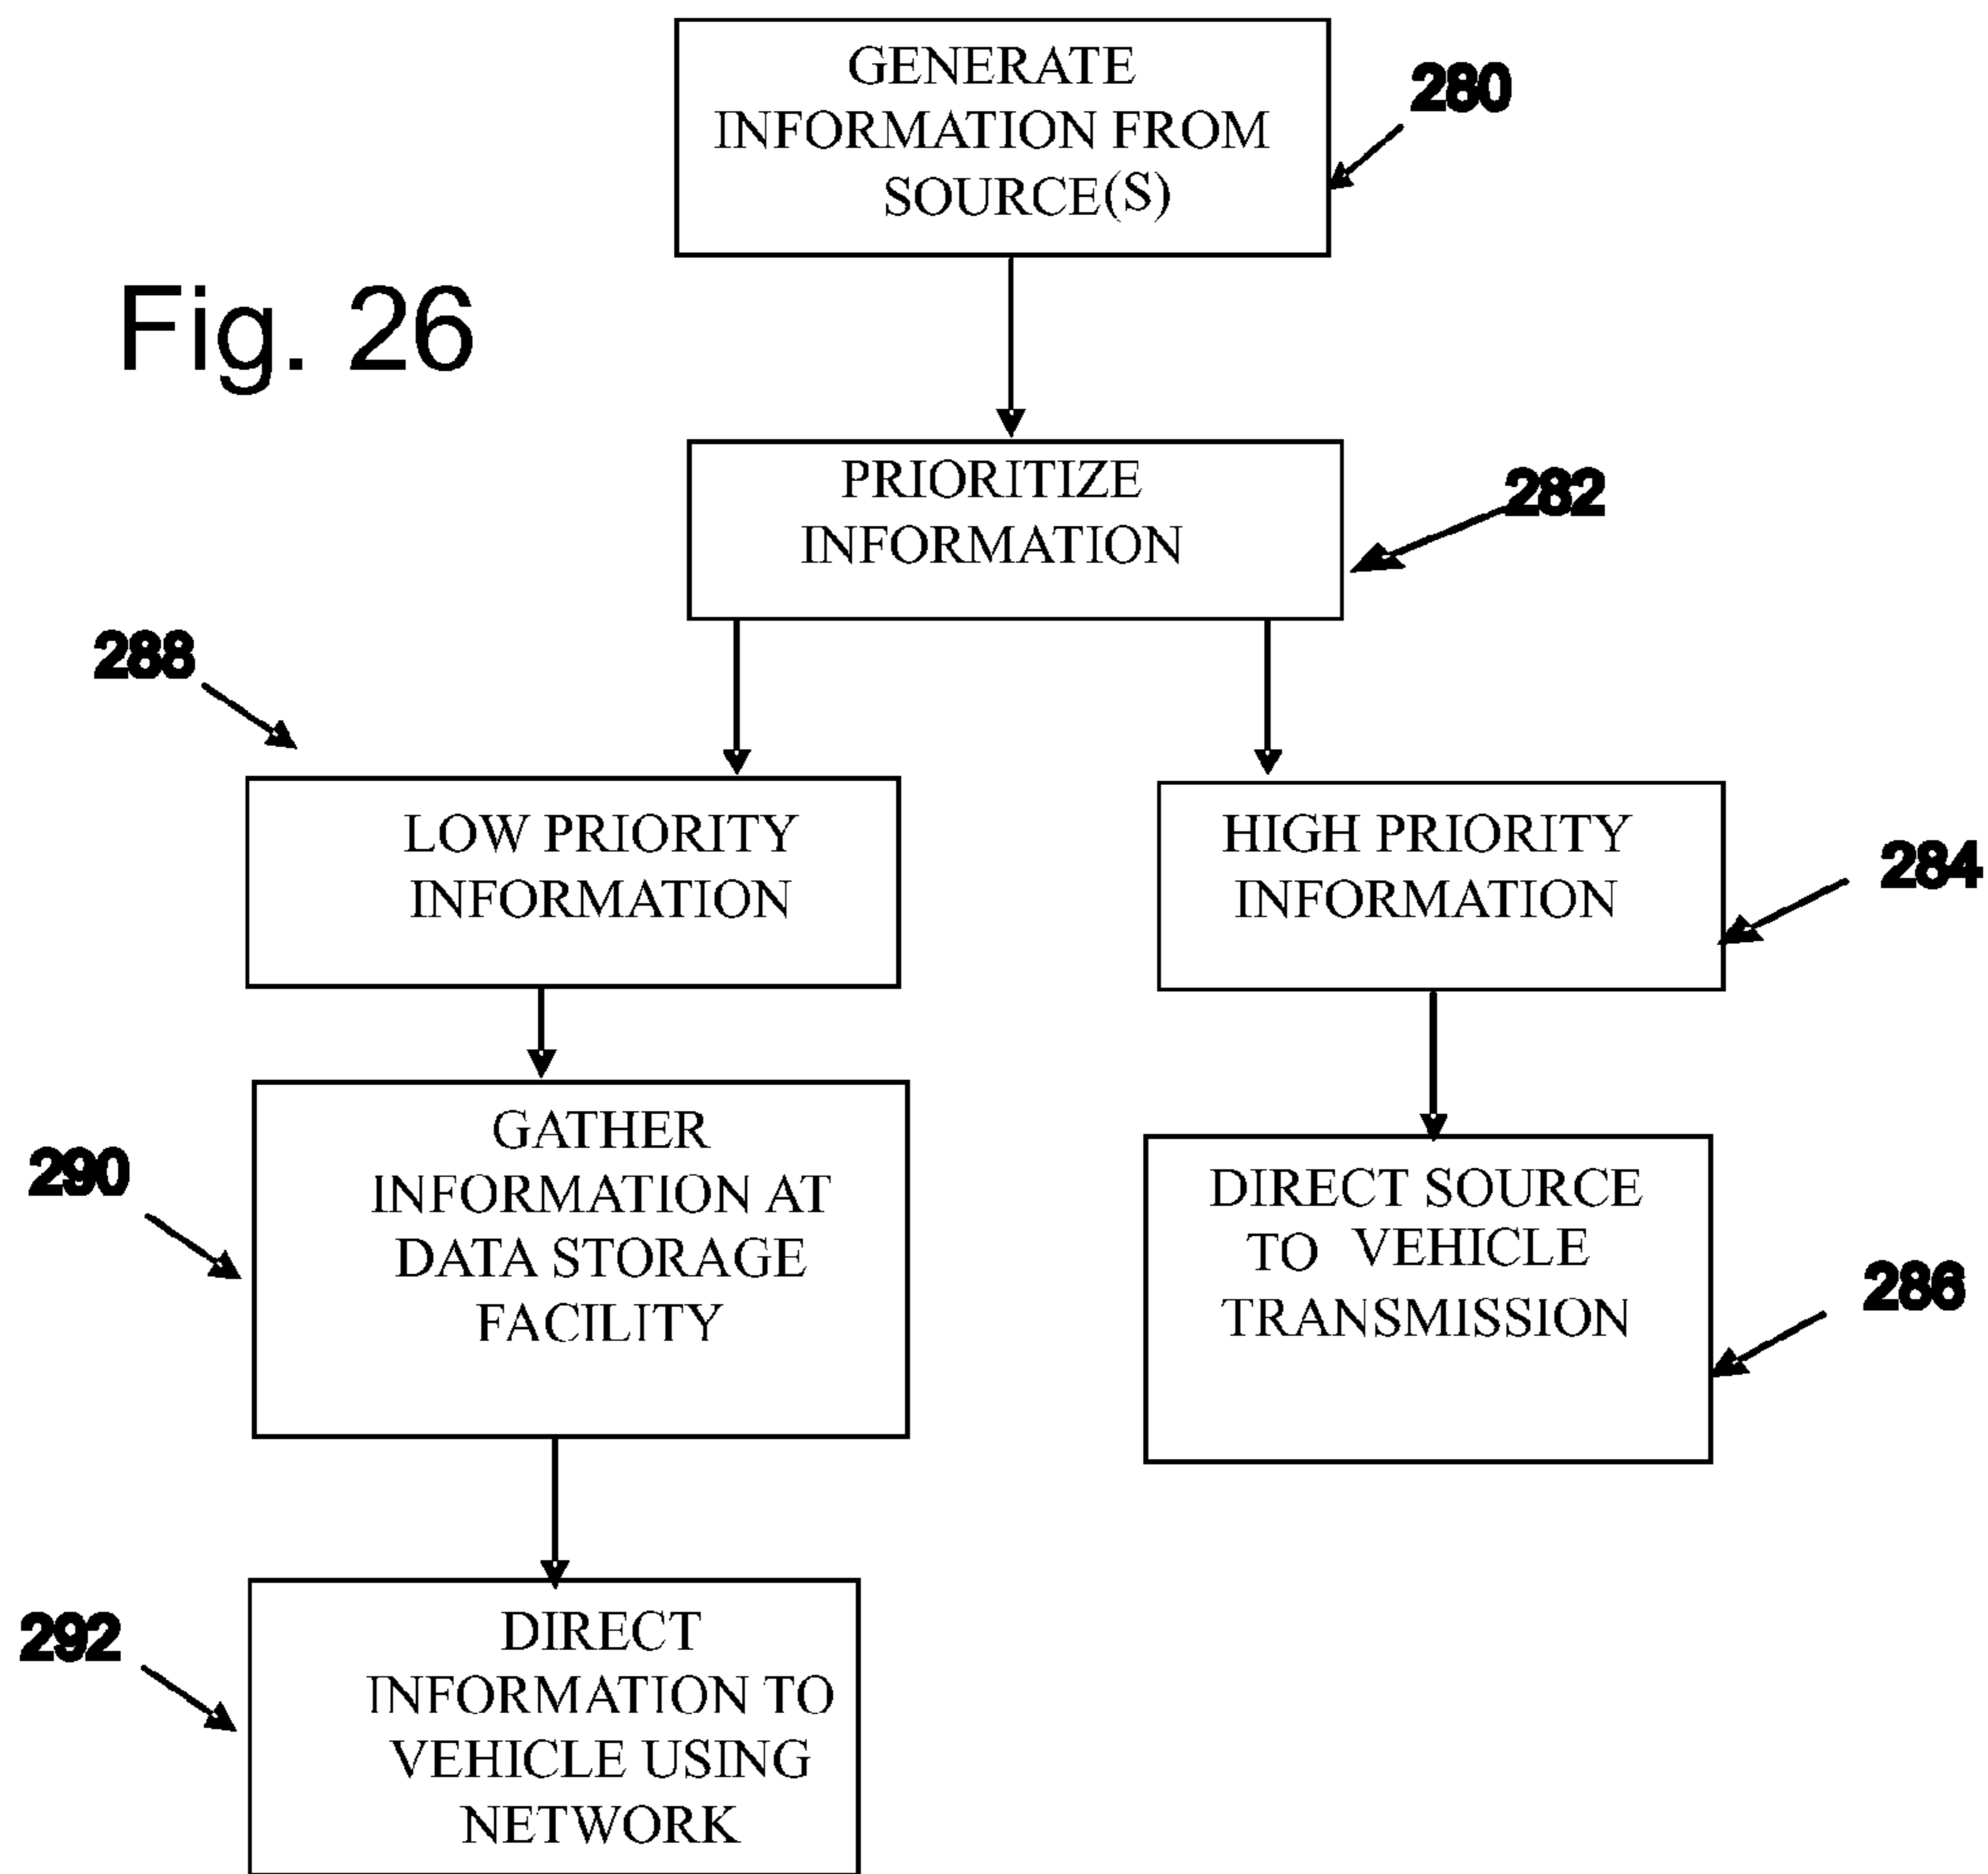 GENERATE
INFORMATION FROM
SOURCE(S)
280
Fig. 26
PRIORITIZE
INFORMATION
282
288
LOW PRIORITY
INFORMATION
HIGH PRIORITY
INFORMATION
284
290
GATHER
INFORMATION AT
DATA STORAGE
FACILITY
DIRECT SOURCE
TO VEHICLE
TRANSMISSION
286
292
DIRECT
INFORMATION TO
VEHICLE USING
NETWORK